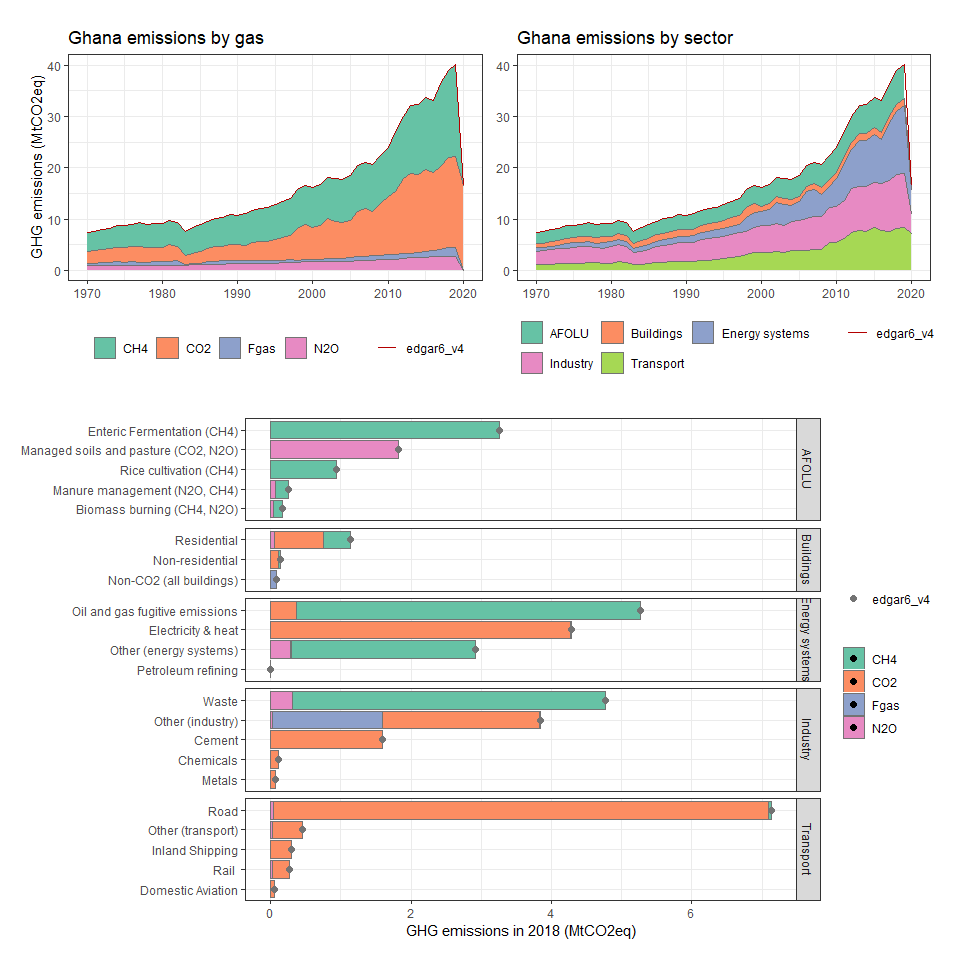 Ghana emissions by gas
GHG emissions (MtCO2eq)
40
30
20
10
0
1970 1980 1990 2000 2010 2020
CH4 CO2 Fgas N2O edgar6_v4
Ghana emissions by sector
40
30
20
10
0
1970 1980 1990 2000 2010 2020
AFOLU Buildings Energy systems edgar6_v4
Industry Transport
Enteric Fermentation (CH4)
Managed soils and pasture (CO2, N2O)
Rice cultivation (CH4)
Manure management (N2O, CH4)
Biomass burning (CH4, N2O)
AFOLU
Residential
Non-residential
Non-CO2 (all buildings)
Buildings
Oil and gas fugitive emissions
Electricity & heat
Other (energy systems)
Petroleum refining
Energy systems
Waste
Other (industry)
Cement
Chemicals
Metals
Industry
Road
Other (transport)
Inland Shipping
Rail
Domestic Aviation
Transport
0 2 4 6
GHG emissions in 2018 (MtCO2eq)
edgar6_v4
CH4
CO2
Fgas
N2O